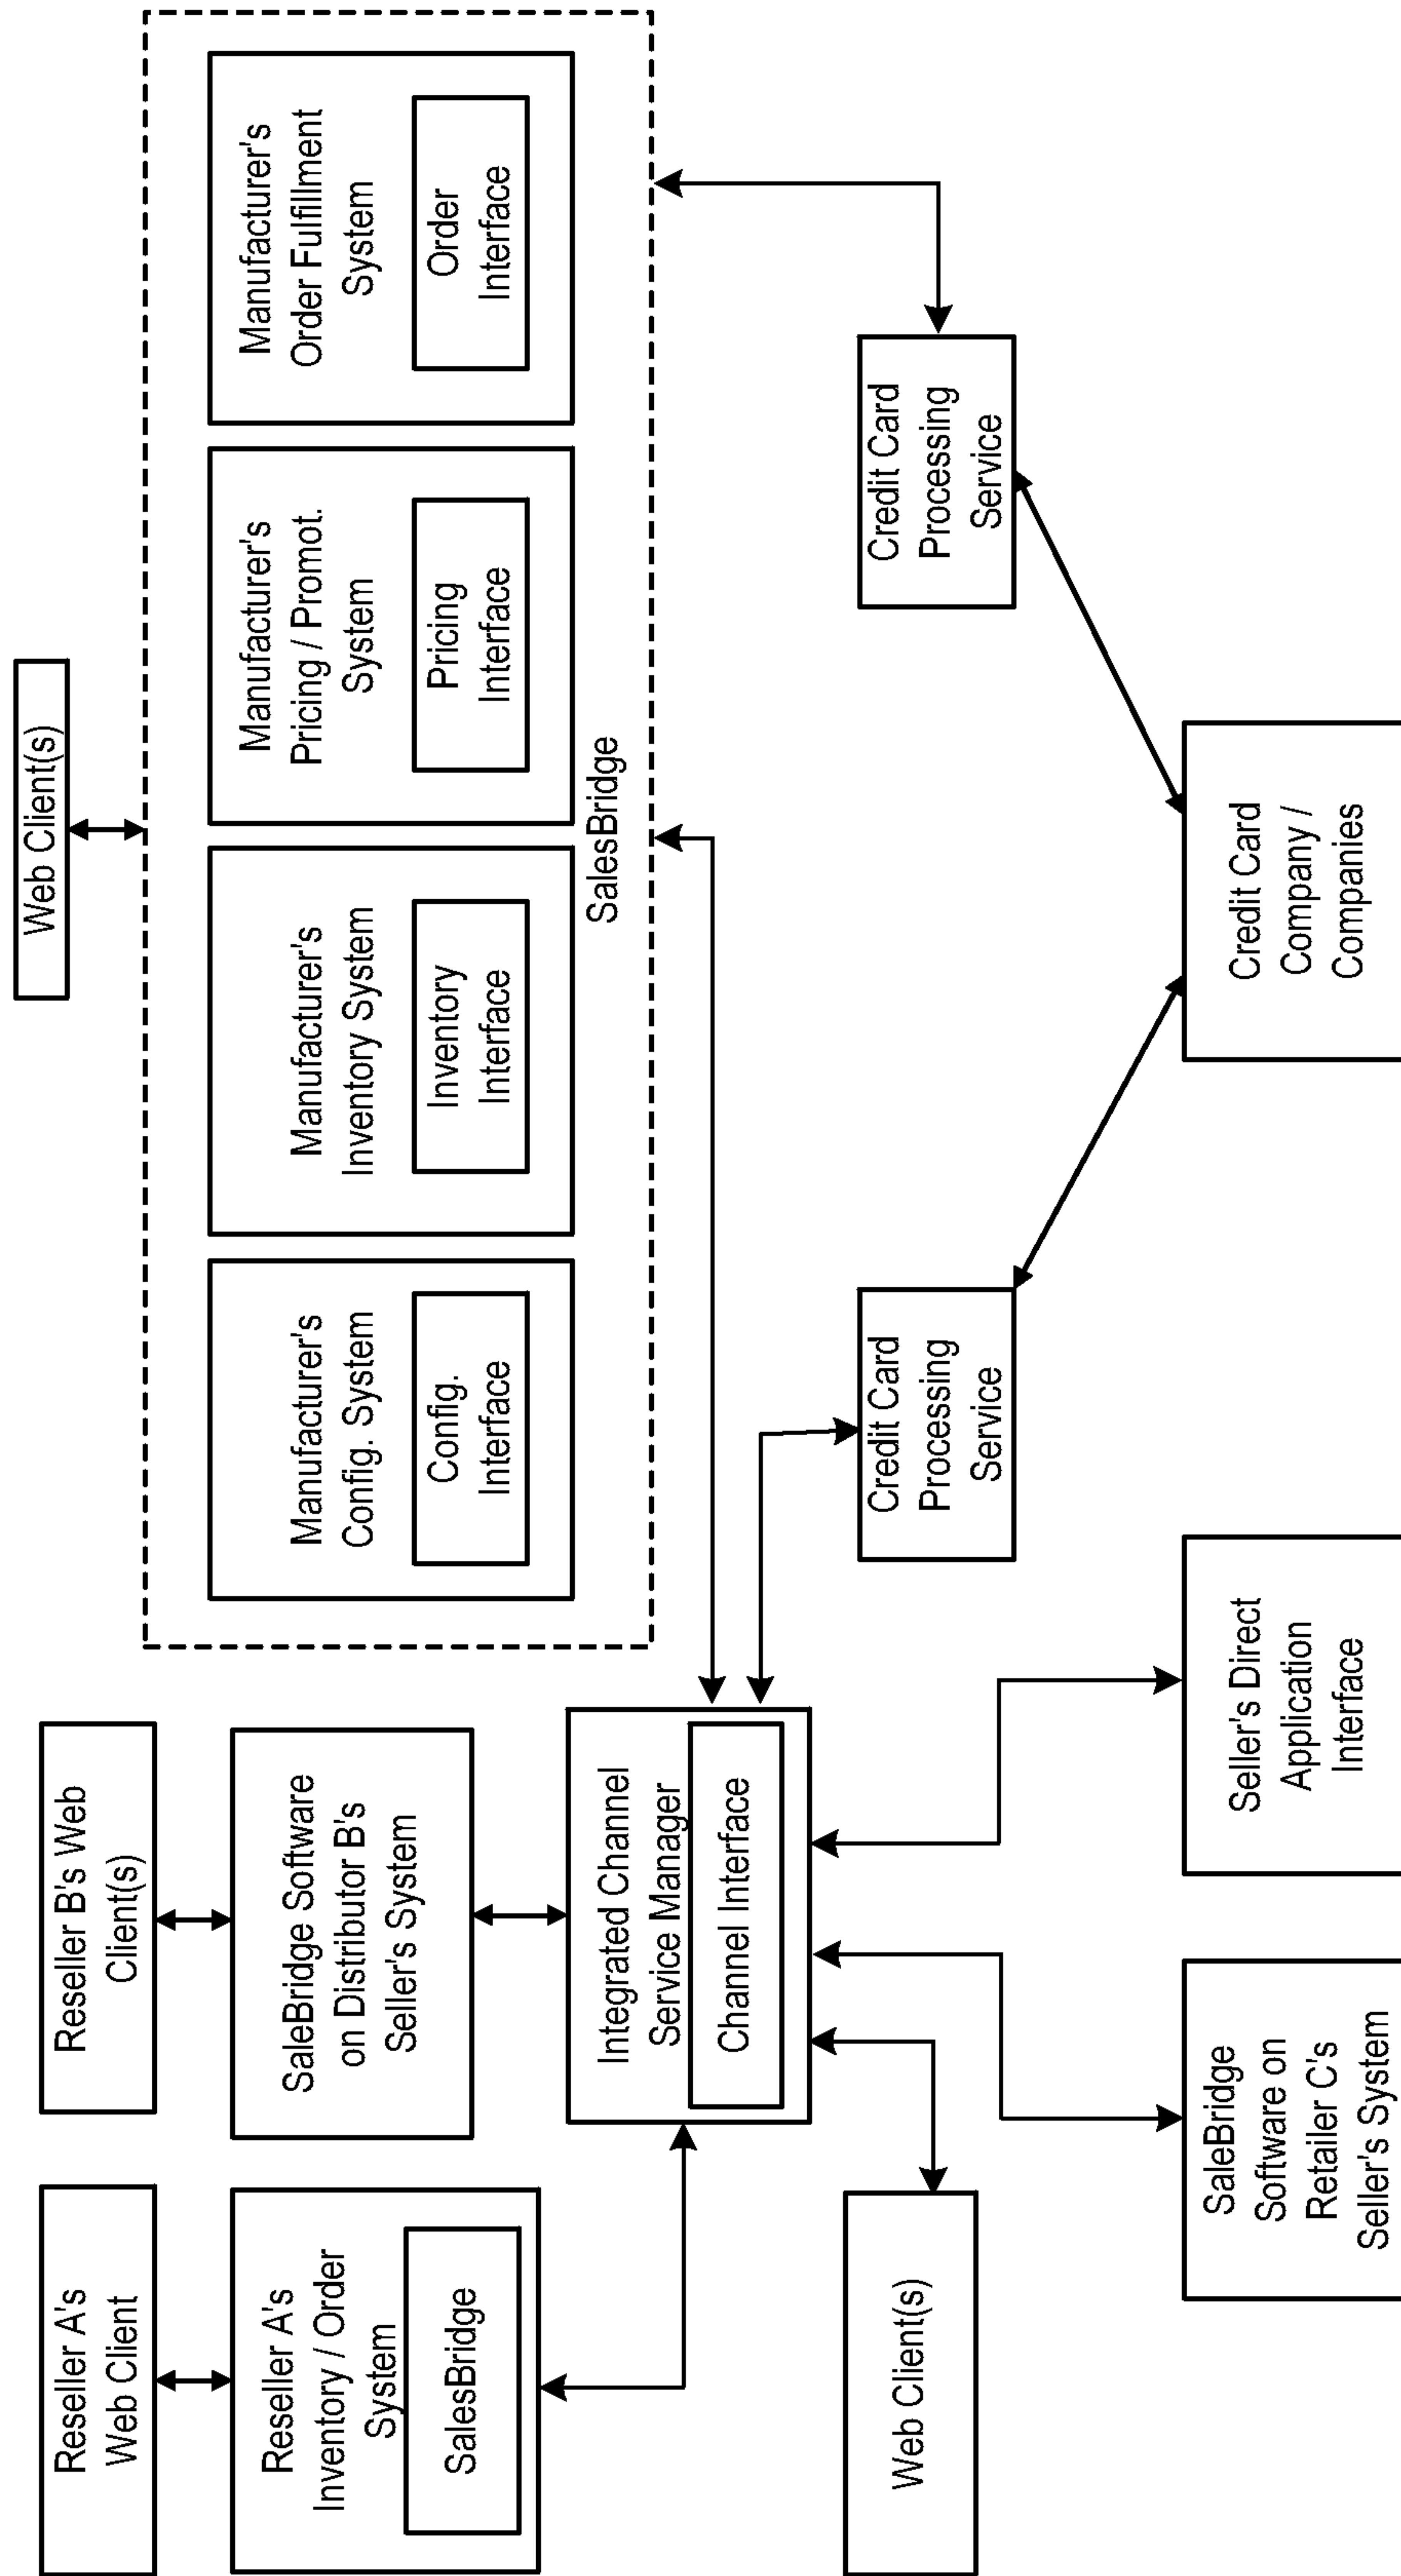 Reseller A's
Web Client
Reseller B's Web
Client(s)
Web Client(s)
Reseller A's
Inventory / Order
System
SalesBridge
SaleBridge Software
on Distributor B's
Seller's System
Manufacturer's
Config. System
Config.
Interface
Manufacturer's
Inventory System
Inventory
Interface
Manufacturer's
Pricing / Promot.
System
Pricing
Interface
Manufacturer's
Order Fulfillment
System
Order
Interface
SalesBridge
Integrated Channel
Service Manager
Channel Interface
Web Client(s)
Credit Card
Processing
Service
Credit Card
Processing
Service
SaleBridge
Software on
Retailer C's
Seller's System
Seller's Direct
Application
Interface
Credit Card
Company /
Companies